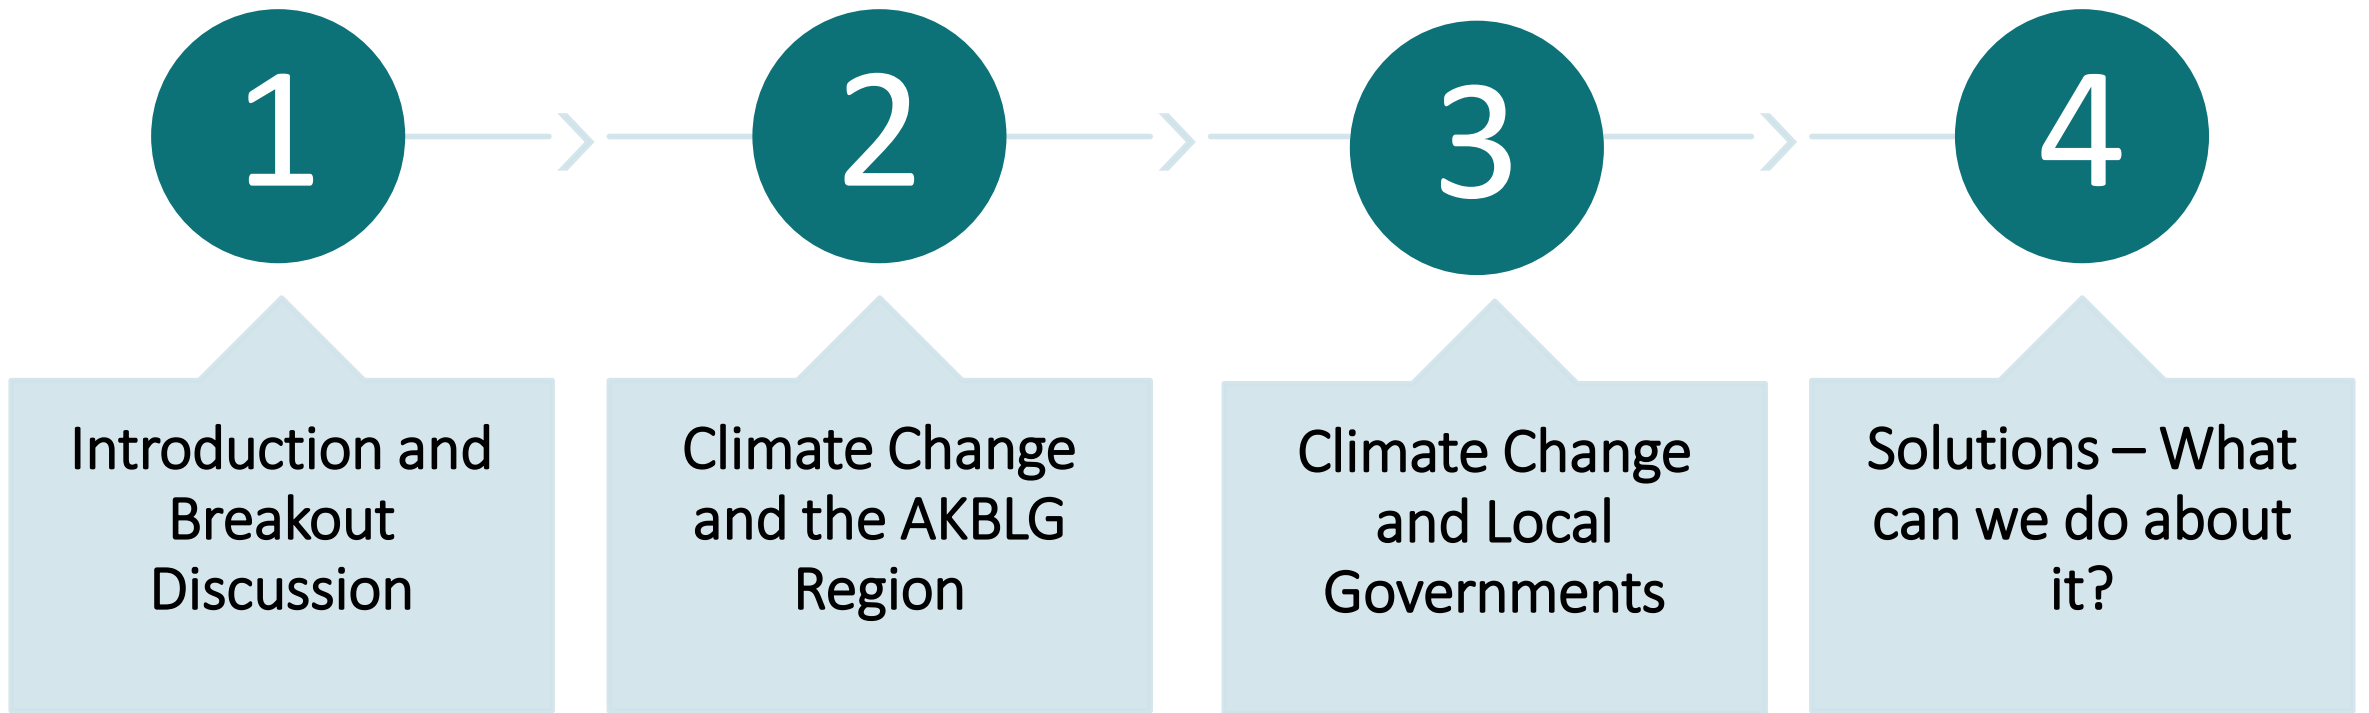 1
2
3
4
Introduction and
Breakout
Discussion
Climate Change
and the AKBLG
Region
Climate Change
and Local
Governments
Solutions – What
can we do about
it?